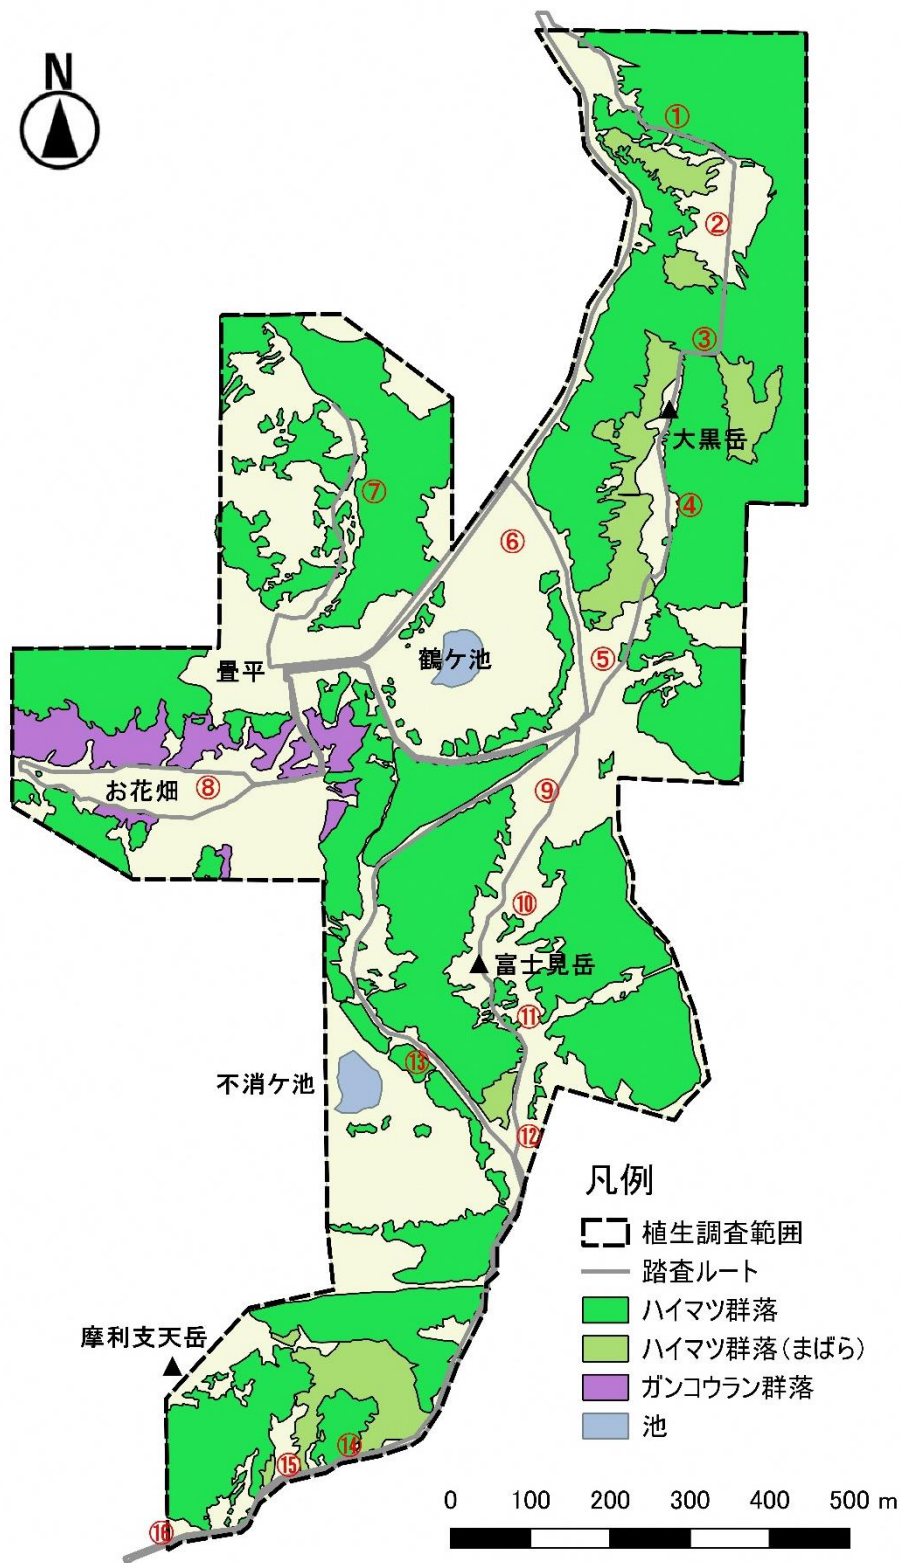 N
①
②
③
大黒岳
④
⑦
⑥
⑤
鶴ケ池
畳平
お花畑
⑧
⑨
⑩
富士見岳
⑪
⑬
不消ケ池
⑫
凡例
植生調査範囲
踏査ルート
ハイマツ群落
ハイマツ群落(まばら)
ガンコウラン群落
池
摩利支天岳
⑭
⑮
⑯
0 100 200 300 400 500 m